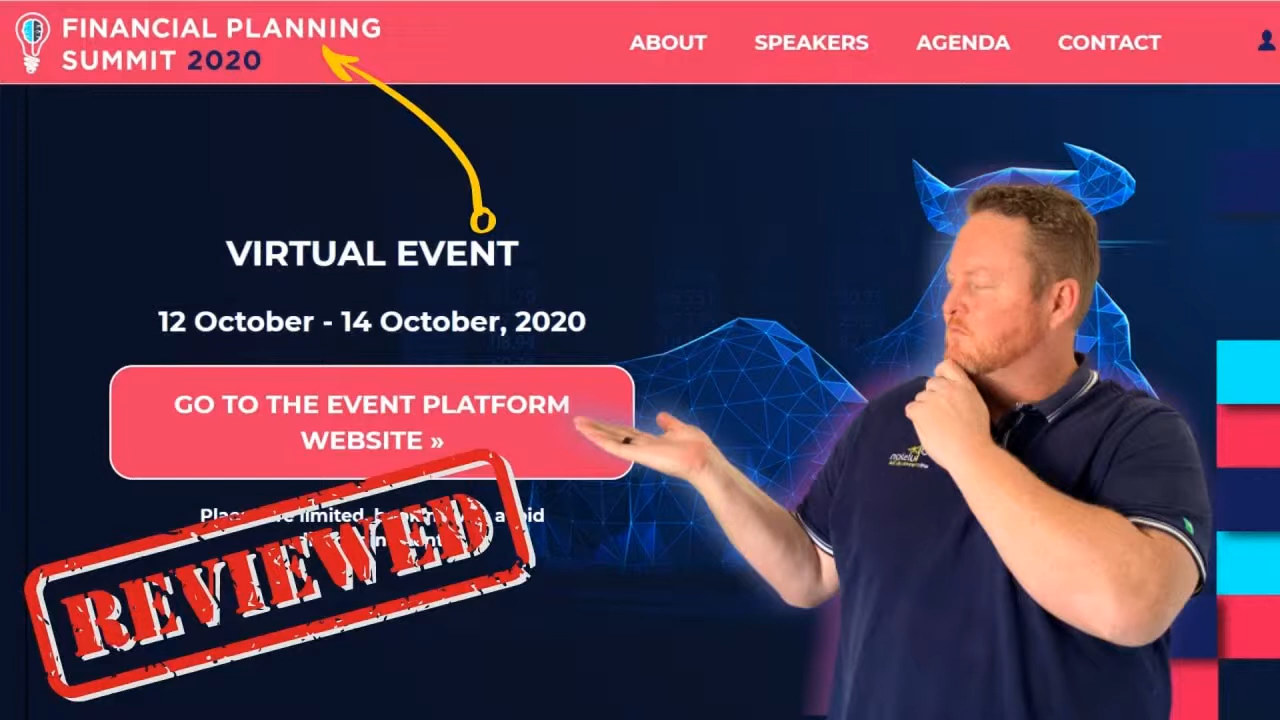 FINANCIAL PLANNING
SUMMIT 2020
ABOUT
SPEAKERS
AGENDA
CONTACT
VIRTUAL EVENT
12 October - 14 October, 2020
GO TO THE EVENT PLATFORM
WEBSITE »
limited,
REVIEWED